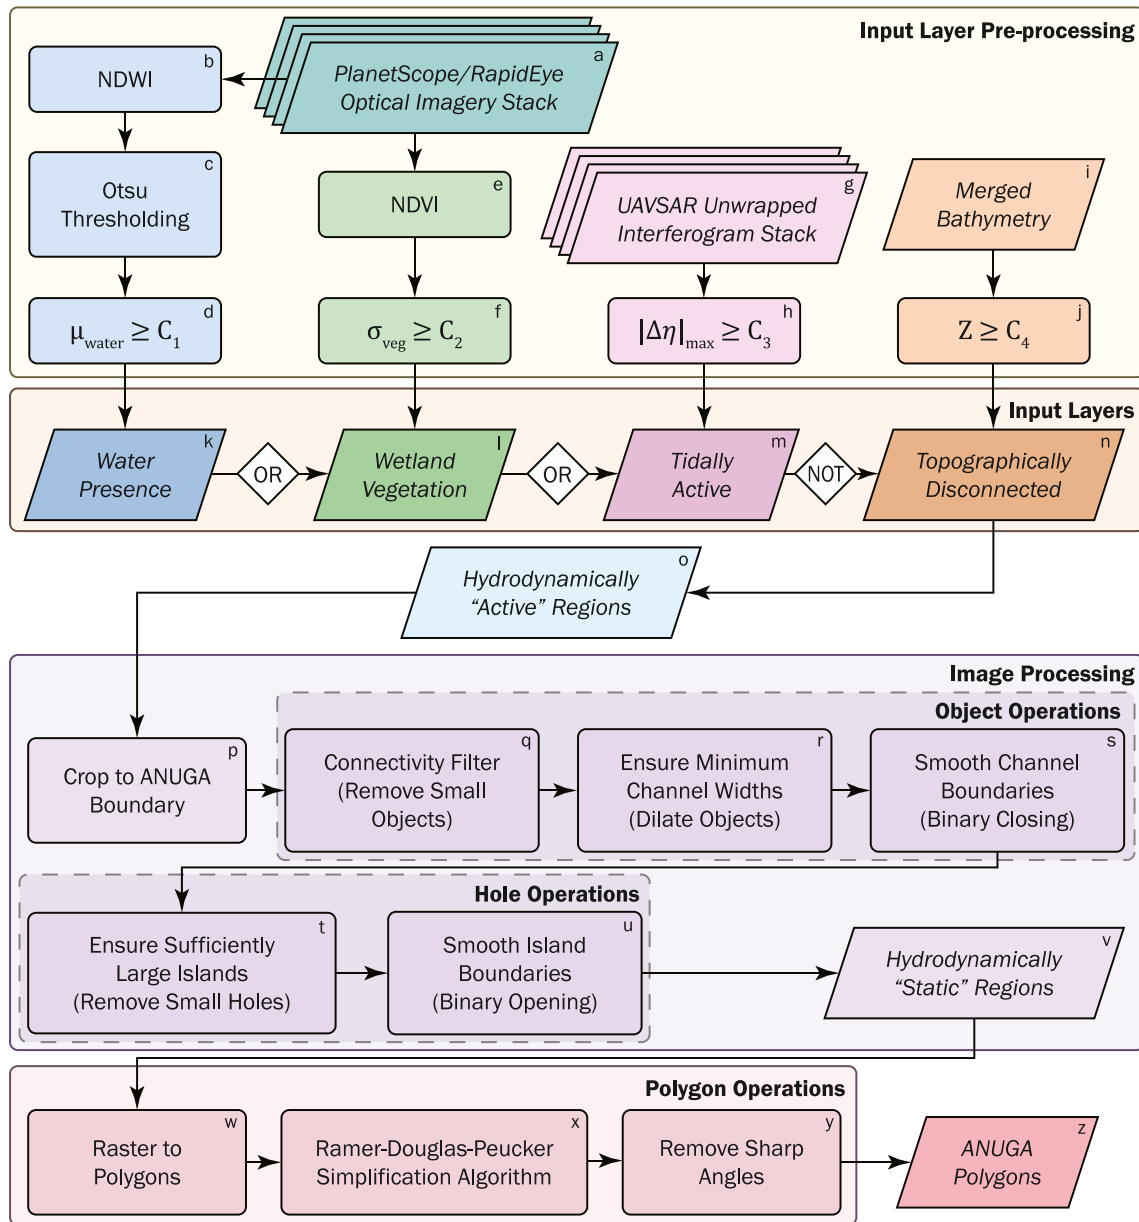 Input Layer Pre-processing
a
PlanetScope/RapidEye
Optical Imagery Stack
b
NDWI
c
Otsu
Thresholding
e
NDVI
g
UAVSAR Unwrapped
Interferogram Stack
i
Merged
Bathymetry
d
μwater ≥ C1
f
σveg ≥ C2
h
|Δη|max ≥ C3
j
Z ≥ C4
Input Layers
k
Water
Presence
OR
l
Wetland
Vegetation
OR
m
Tidally
Active
NOT
n
Topographically
Disconnected
o
Hydrodynamically
“Active” Regions
Image Processing
Object Operations
p
Crop to ANUGA
Boundary
q
Connectivity Filter
(Remove Small
Objects)
r
Ensure Minimum
Channel Widths
(Dilate Objects)
s
Smooth Channel
Boundaries
(Binary Closing)
Hole Operations
t
Ensure Sufficiently
Large Islands
(Remove Small Holes)
u
Smooth Island
Boundaries
(Binary Opening)
v
Hydrodynamically
“Static” Regions
Polygon Operations
w
Raster to
Polygons
x
Ramer-Douglas-Peucker
Simplification Algorithm
y
Remove Sharp
Angles
z
ANUGA
Polygons